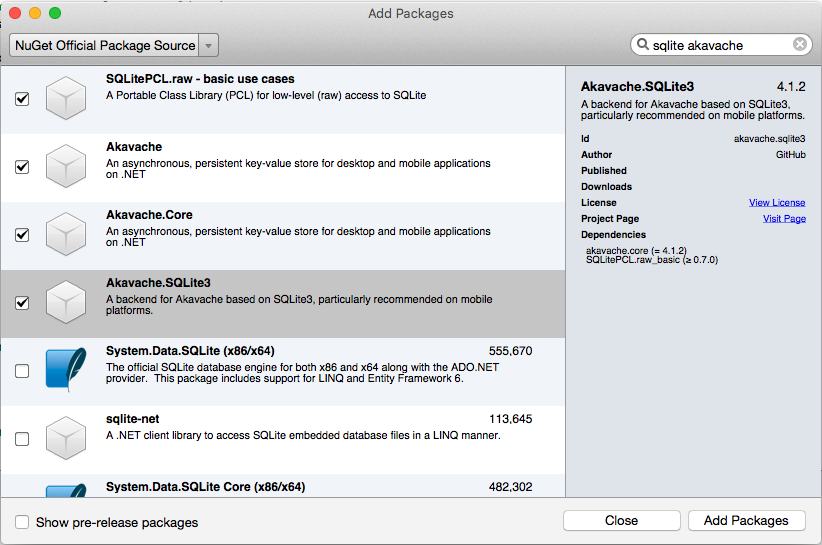 Add Packages
NuGet Official Package Source
sqlite akavache
SQLitePCL.raw - basic use cases
A Portable Class Library (PCL) for low-level (raw) access to SQLite
Akavache
An asynchronous, persistent key-value store for desktop and mobile applications
on .NET
Akavache.Core
An asynchronous, persistent key-value store for desktop and mobile applications
on .NET
Akavache.SQLite3
A backend for Akavache based on SQLite3, particularly recommended on mobile
platforms.
System.Data.SQLite (x86/x64) 555,670
The official SQLite database engine for both x86 and x64 along with the ADO.NET
provider. This package includes support for LINQ and Entity Framework 6.
sqlite-net 113,645
A .NET client library to access SQLite embedded database files in a LINQ manner.
System.Data.SQLite Core (x86/x64) 482,302
Akavache.SQLite3 4.1.2
A backend for Akavache based on SQLite3,
particularly recommended on mobile platforms.
Id akavache.sqlite3
Author GitHub
Published
Downloads
License View License
Project Page Visit Page
Dependencies
akavache.core (= 4.1.2)
SQLitePCL.raw_basic (≥ 0.7.0)
Show pre-release packages
Close
Add Packages